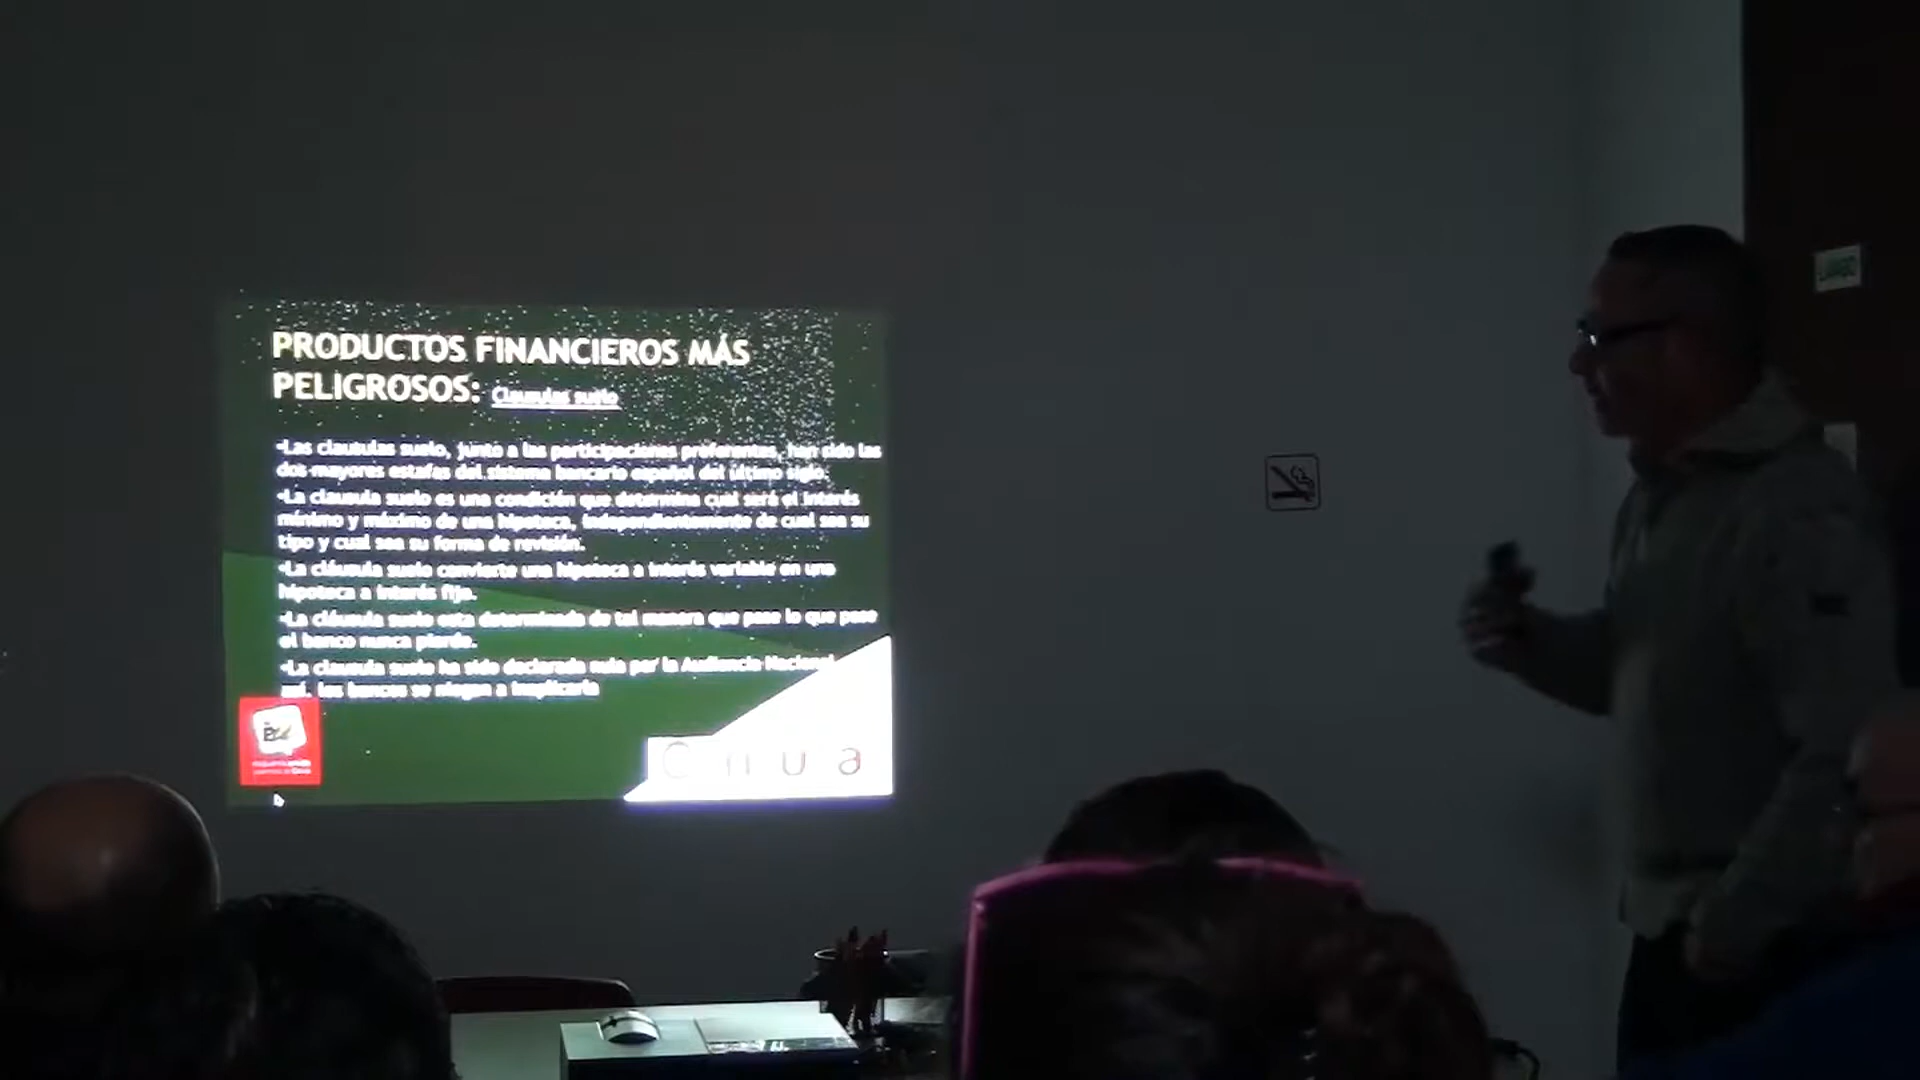 PRODUCTOS FINANCIEROS MÁS
PELIGROSOS: Clausulas suelo
•Las clausulas suelo, junto a las participaciones preferentes, han sido las
dos mayores estafas del sistema bancario español del último siglo.
•La clausula suelo es una condición que determina cual será el interés
mínimo y máximo de una hipoteca, independientemente de cual sea su
tipo y cual sea su forma de revisión.
•La cláusula suelo convierte una hipoteca a interés variable en una
hipoteca a interés fijo.
•La cláusula suelo esta determinada de tal manera que pase lo que pase
el banco nunca pierde.
•La clausula suelo ha sido declarada nula por la Audiencia Nacional
así, los bancos se niegan a
C n u a